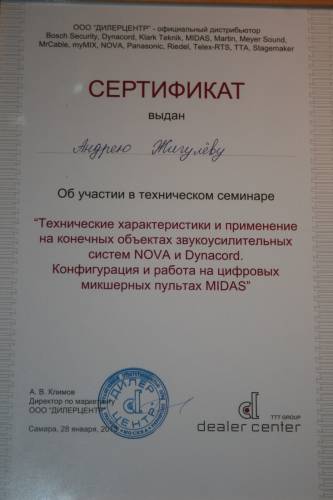 ООО "ДИЛЕРЦЕНТР" - официальный дистрибьютор
Bosch Security, Dynacord, Klark Teknik, MIDAS, Martin, Meyer Sound,
MrCable, myMIX, NOVA, Panasonic, Riedel, Telex-RTS, TTA, Stagemaker
СЕРТИФИКАТ
выдан
Андрею Жигулёву
Об участии в техническом семинаре
"Технические характеристики и применение
на конечных объектах звукоусилительных
систем NOVA и Dynacord.
Конфигурация и работа на цифровых
микшерных пультах MIDAS"
А. В. Климов
Директор по маркетингу
ООО "ДИЛЕРЦЕНТР"
Самара, 28 января,
ДИЛЕР
ЦЕНТР
МОСКВА
d
TTT GROUP
dealer center